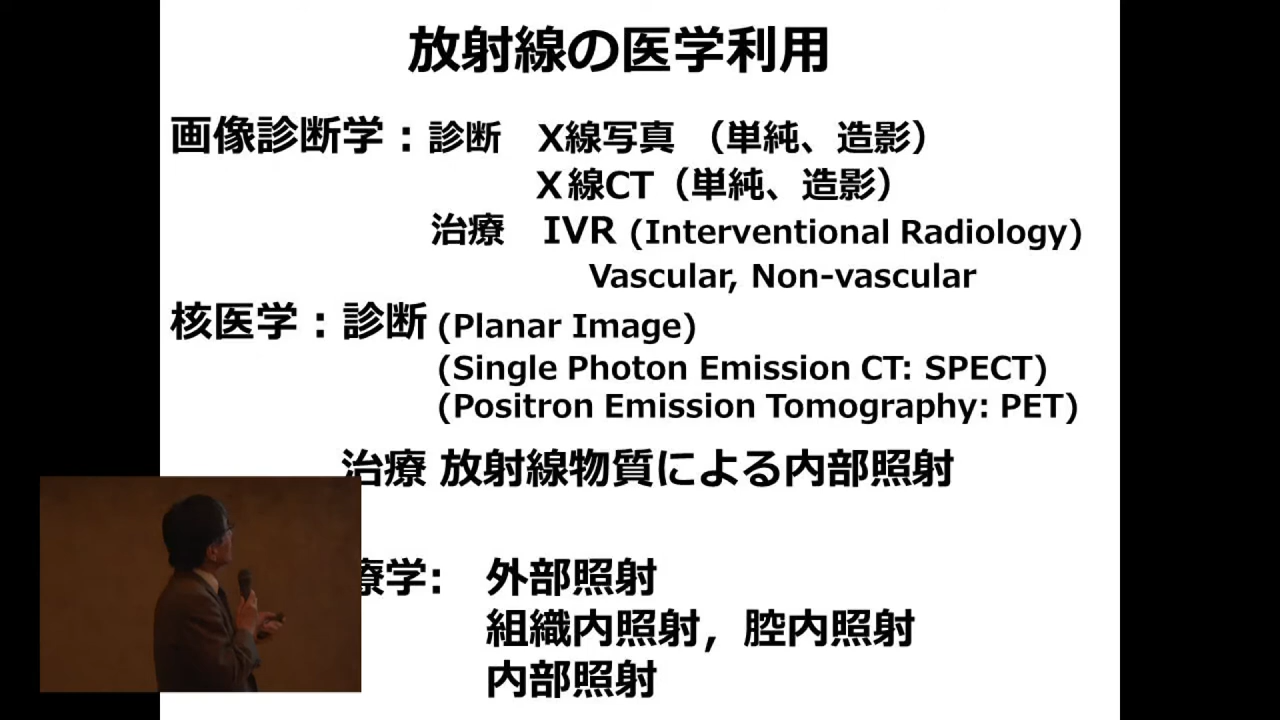 放射線の医学利用
画像診断学：診断　X線写真　（単純、造影）
Ｘ線CT（単純、造影）
治療　IVR (Interventional Radiology)
Vascular, Non-vascular
核医学：診断 (Planar Image)
(Single Photon Emission CT: SPECT)
(Positron Emission Tomography: PET)
治療 放射線物質による内部照射
療学:　外部照射
組織内照射，腔内照射
内部照射